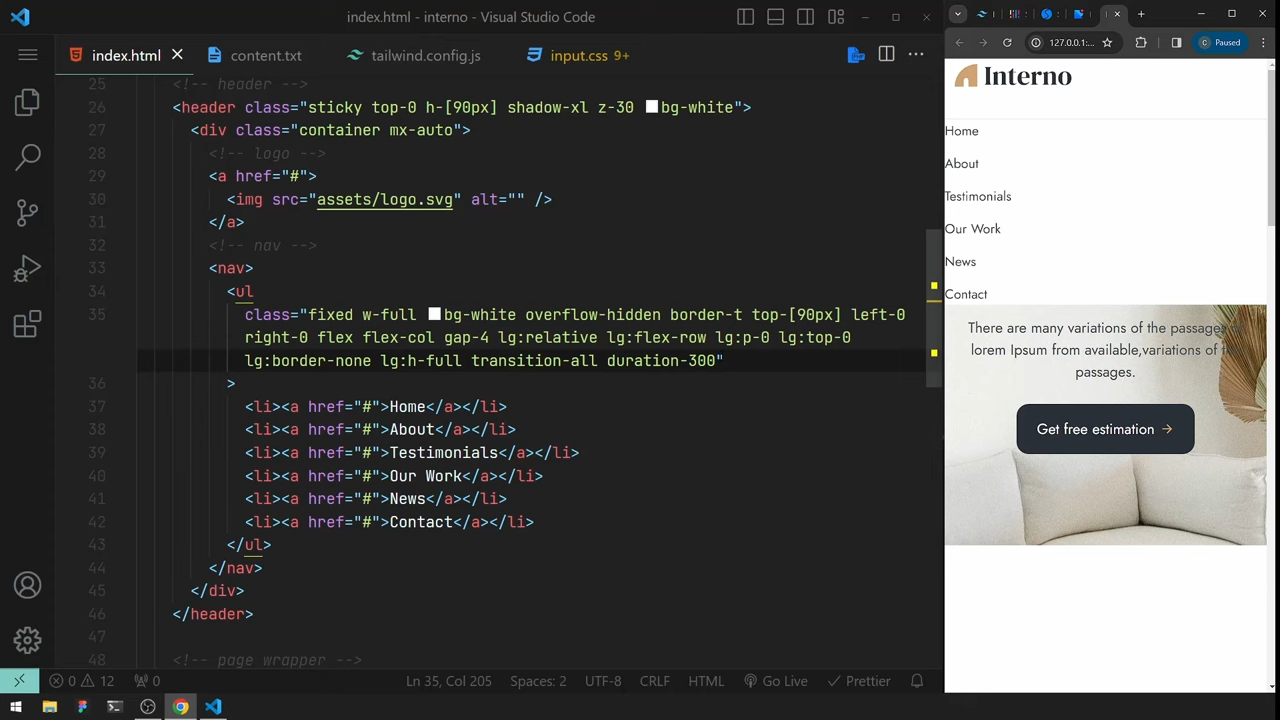 index.html - interno - Visual Studio Code
index.html
content.txt
tailwind.config.js
input.css 9+
25 <!-- header -->
26 <header class="sticky top-0 h-[90px] shadow-xl z-30 bg-white">
27 <div class="container mx-auto">
28 <!-- logo -->
29 <a href="#">
30 <img src="assets/logo.svg" alt="" />
31 </a>
32 <!-- nav -->
33 <nav>
34 <ul
35 class="fixed w-full bg-white overflow-hidden border-t top-[90px] left-0
right-0 flex flex-col gap-4 lg:relative lg:flex-row lg:p-0 lg:top-0
lg:border-none lg:h-full transition-all duration-300"
36 >
37 <li><a href="#">Home</a></li>
38 <li><a href="#">About</a></li>
39 <li><a href="#">Testimonials</a></li>
40 <li><a href="#">Our Work</a></li>
41 <li><a href="#">News</a></li>
42 <li><a href="#">Contact</a></li>
43 </ul>
44 </nav>
45 </div>
46 </header>
47
48 <!-- page wrapper -->
0 12 0 Ln 35, Col 205 Spaces: 2 UTF-8 CRLF HTML Go Live Prettier
127.0.0.1:... C Paused
Interno
Home
About
Testimonials
Our Work
News
Contact
There are many variations of the passages of
lorem Ipsum from available,variations of the
passages.
Get free estimation →